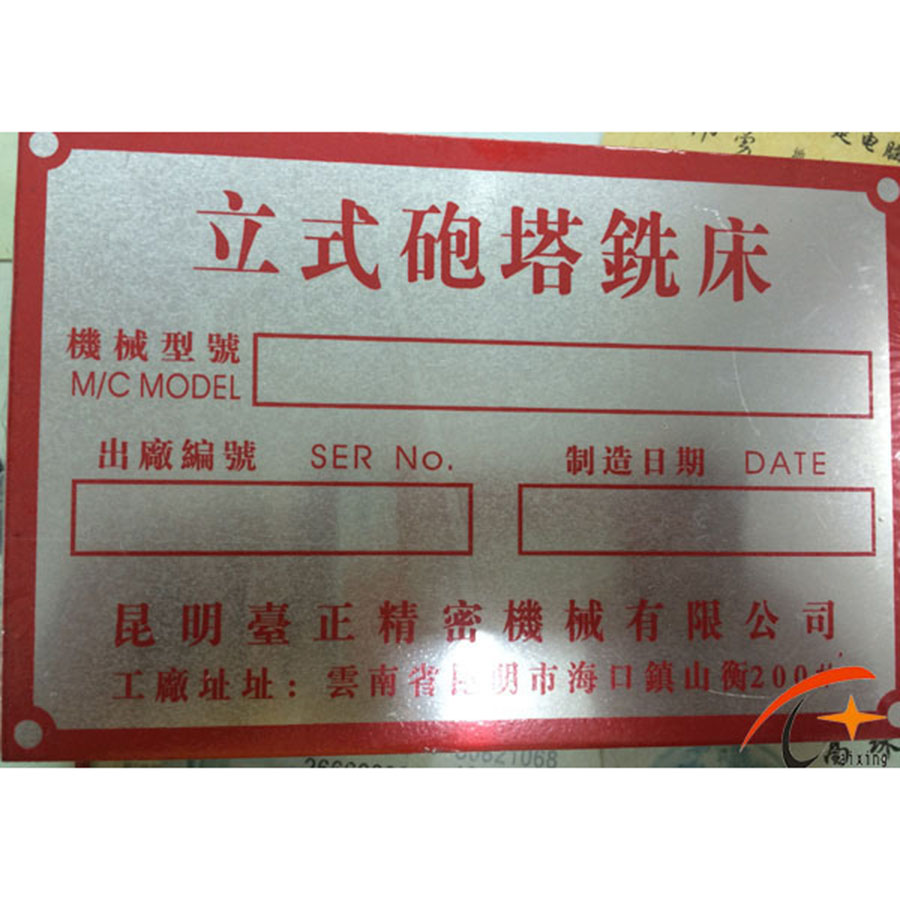 立式砲塔銑床
機械型號
M/C MODEL
出廠編號 SER No. 制造日期 DATE
昆明臺正精密機械有限公司
工廠址址：雲南省昆明市海口鎮山衡200
30821068
Lixing